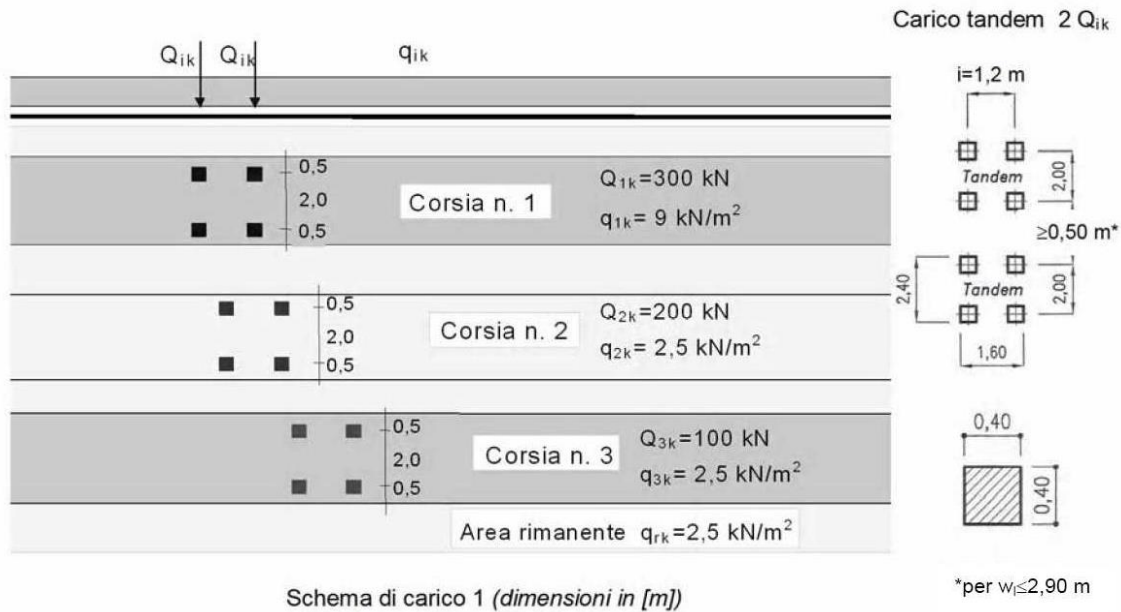 Carico tandem 2 Qik
Qik Qik qik
i=1,2 m
0,5
2,0
0,5
Corsia n. 1
Q1k=300 kN
q1k= 9 kN/m²
Tandem
2,00
≥0,50 m*
Tandem
2,00
2,40
1,60
0,5
2,0
0,5
Corsia n. 2
Q2k=200 kN
q2k= 2,5 kN/m²
0,5
2,0
0,5
Corsia n. 3
Q3k=100 kN
q3k= 2,5 kN/m²
0,40
0,40
Area rimanente qrk=2,5 kN/m²
Schema di carico 1 (dimensioni in [m])
*per wl≤2,90 m